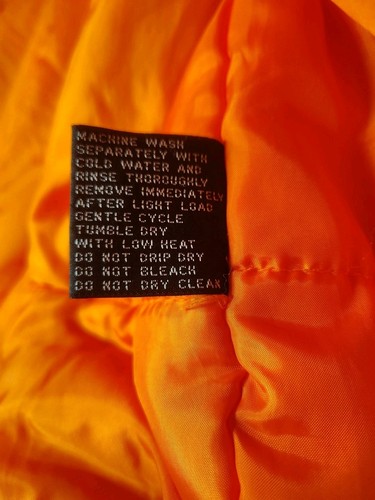 MACHINE WASH
SEPARATELY WITH
COLD WATER AND
RINSE THOROUGHLY
REMOVE IMMEDIATELY
AFTER LIGHT LOAD
GENTLE CYCLE
TUMBLE DRY
WITH LOW HEAT
DO NOT DRIP DRY
DO NOT BLEACH
DO NOT DRY CLEAN